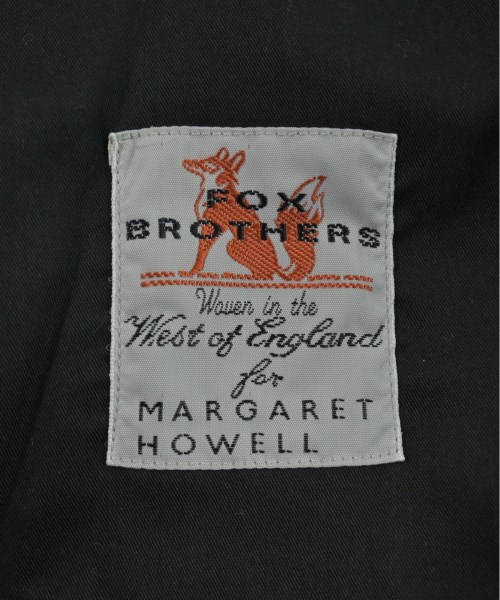 FOX
BROTHERS
Woven in the
West of England
for
MARGARET
HOWELL